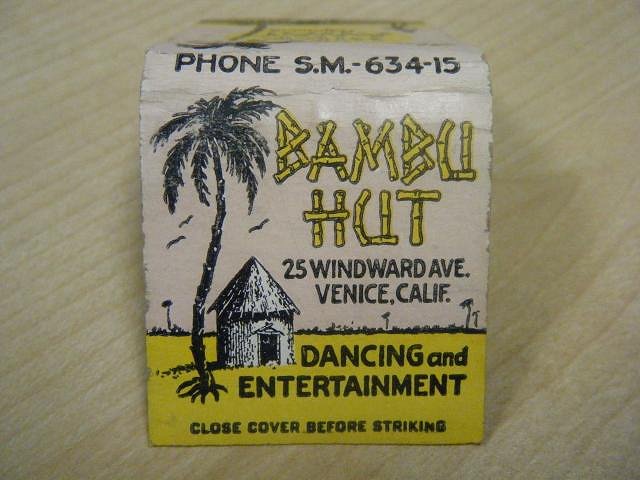 PHONE S.M.-634-15
BAMBU
HUT
25 WINDWARD AVE.
VENICE, CALIF.
DANCING and
ENTERTAINMENT
CLOSE COVER BEFORE STRIKING